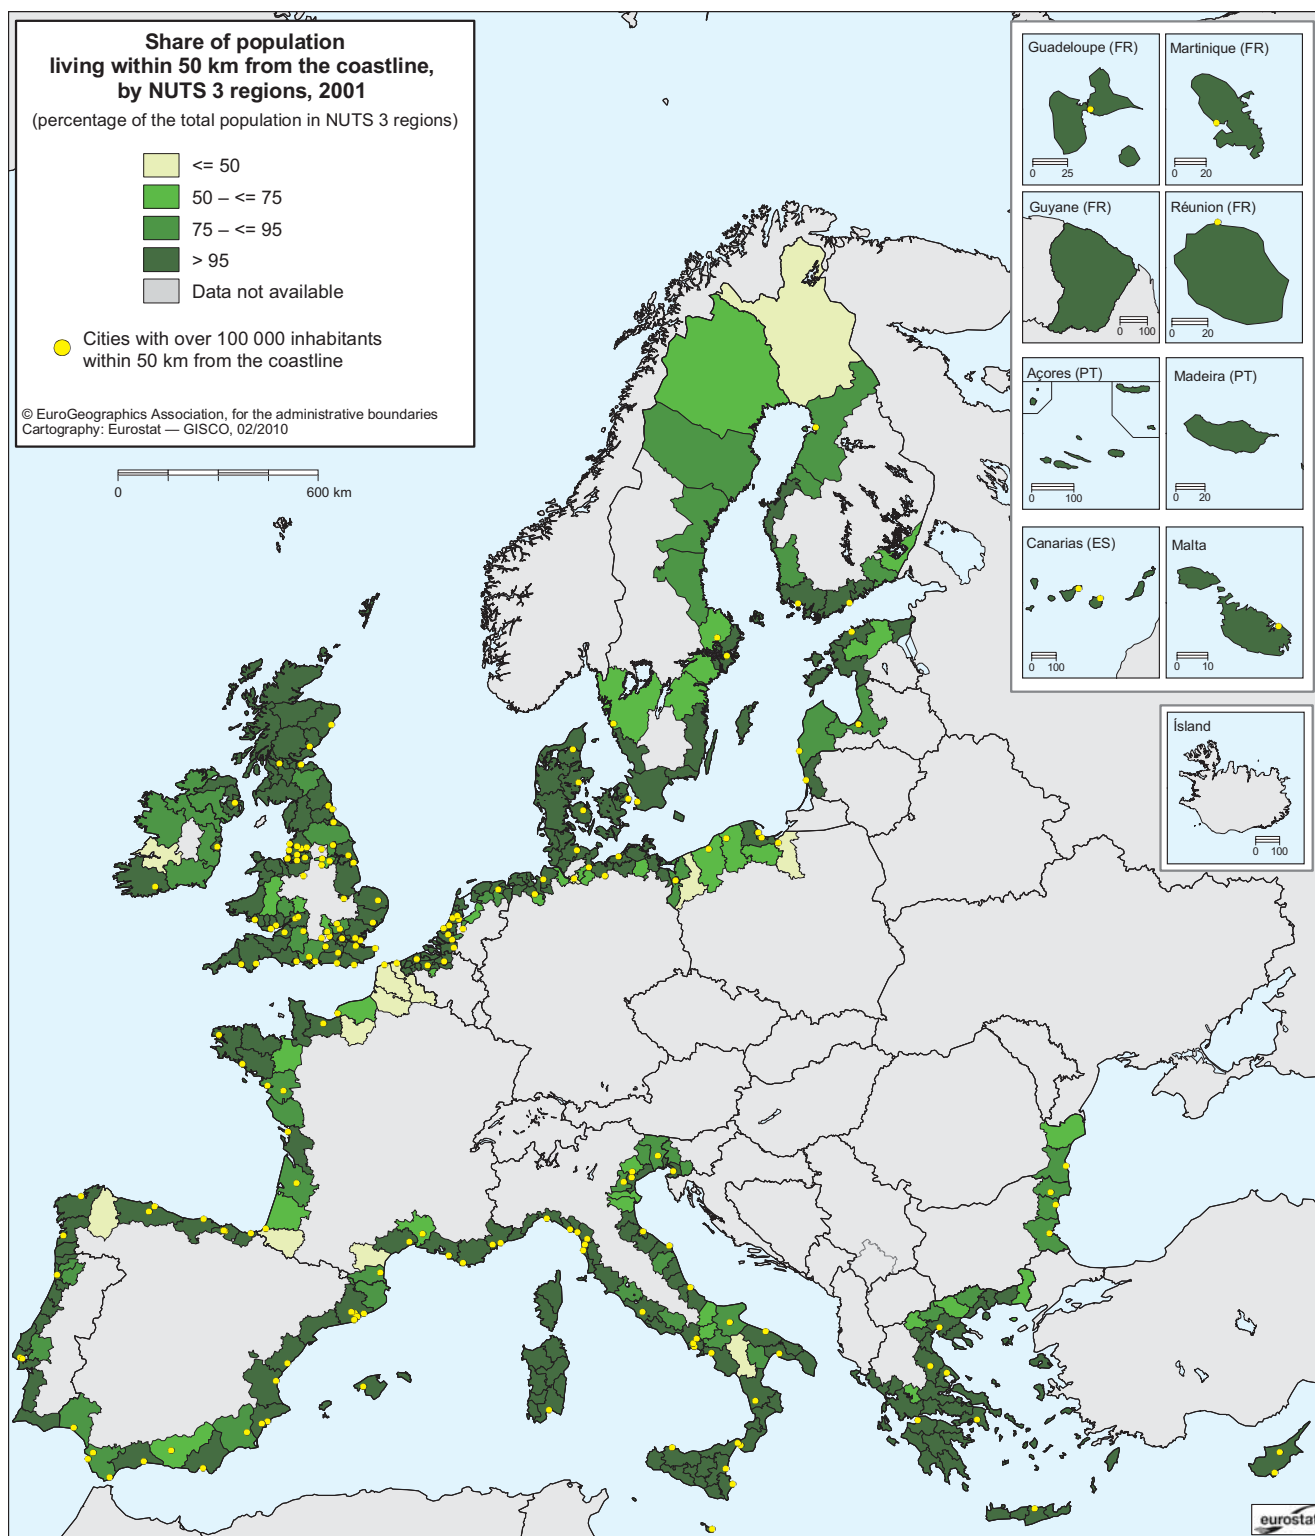 Share of population
living within 50 km from the coastline,
by NUTS 3 regions, 2001
(percentage of the total population in NUTS 3 regions)
<= 50
50 – <= 75
75 – <= 95
> 95
Data not available
Cities with over 100 000 inhabitants
within 50 km from the coastline
© EuroGeographics Association, for the administrative boundaries
Cartography: Eurostat — GISCO, 02/2010
0 600 km
Guadeloupe (FR)
0 25
Martinique (FR)
0 20
Guyane (FR)
0 100
Réunion (FR)
0 20
Açores (PT)
0 100
Madeira (PT)
0 20
Canarias (ES)
0 100
Malta
0 10
Ísland
0 100
eurostat